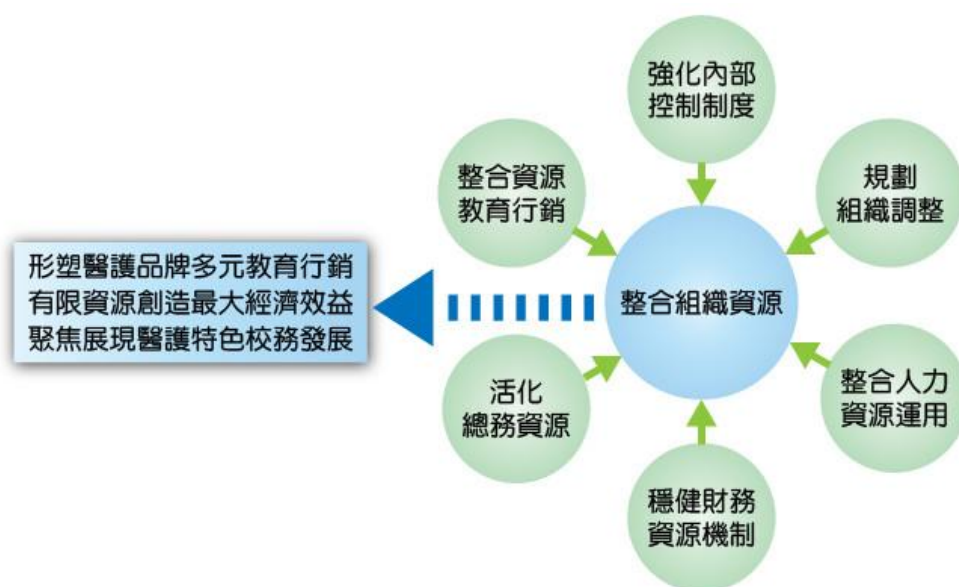 強化內部
控制制度
規劃
組織調整
整合人力
資源運用
穩健財務
資源機制
活化
總務資源
整合資源
教育行銷
整合組織資源
形塑醫護品牌多元教育行銷
有限資源創造最大經濟效益
聚焦展現醫護特色校務發展